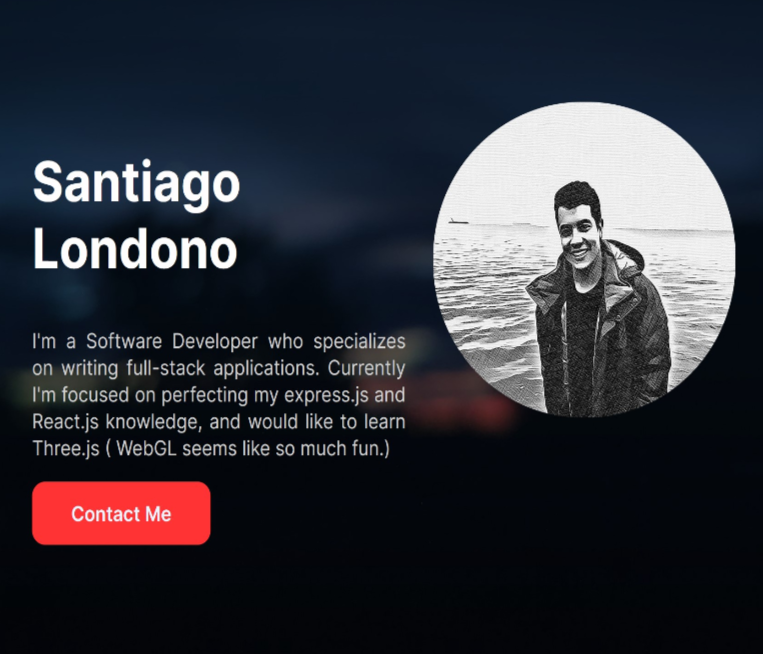 Santiago
Londono
I'm a Software Developer who specializes
on writing full-stack applications. Currently
I'm focused on perfecting my express.js and
React.js knowledge, and would like to learn
Three.js ( WebGL seems like so much fun.)
Contact Me